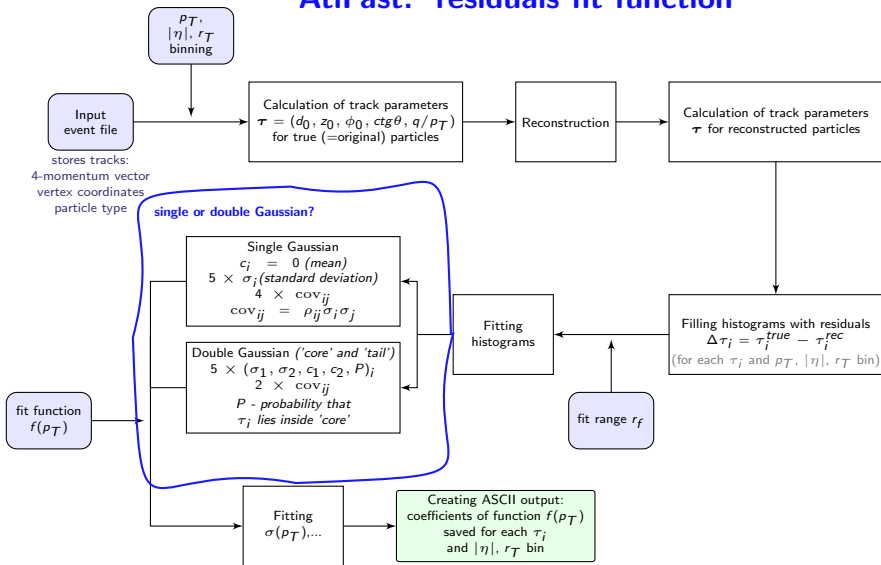 AtlFast: residuals fit function
p_T,
|η|, r_T
binning
Input
event file
stores tracks:
4-momentum vector
vertex coordinates
particle type
Calculation of track parameters
τ = (d_0, z_0, ϕ_0, ctgθ, q/p_T)
for true (=original) particles
Reconstruction
Calculation of track parameters
τ for reconstructed particles
single or double Gaussian?
Single Gaussian
c_i = 0 (mean)
5 × σ_i (standard deviation)
4 × cov_ij
cov_ij = ρ_ij σ_i σ_j
Double Gaussian ('core' and 'tail')
5 × (σ_1, σ_2, c_1, c_2, P)_i
2 × cov_ij
P - probability that
τ_i lies inside 'core'
Fitting
histograms
Filling histograms with residuals
Δτ_i = τ_i^true − τ_i^rec
(for each τ_i and p_T, |η|, r_T bin)
fit range r_f
fit function
f(p_T)
Fitting
σ(p_T),...
Creating ASCII output:
coefficients of function f(p_T)
saved for each τ_i
and |η|, r_T bin